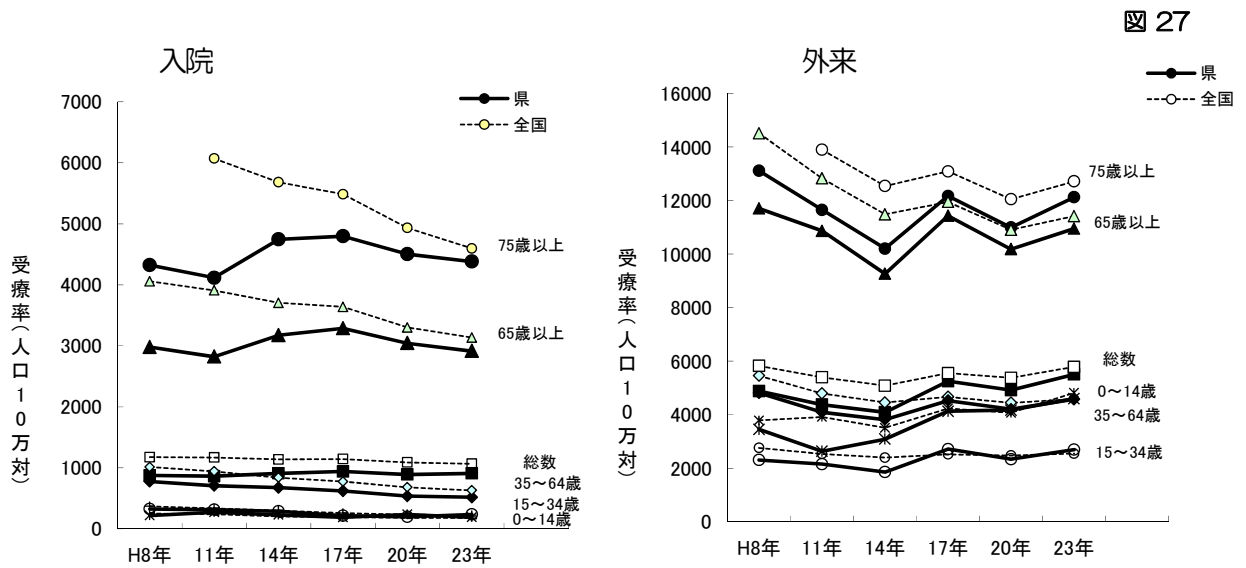 図 27
入院
県
全国
受療率(人口10万対)
7000
6000
5000
4000
3000
2000
1000
0
75歳以上
65歳以上
総数
35~64歳
15~34歳
0~14歳
H8年 11年 14年 17年 20年 23年
外来
県
全国
受療率(人口10万対)
16000
14000
12000
10000
8000
6000
4000
2000
0
75歳以上
65歳以上
総数
0~14歳
35~64歳
15~34歳
H8年 11年 14年 17年 20年 23年